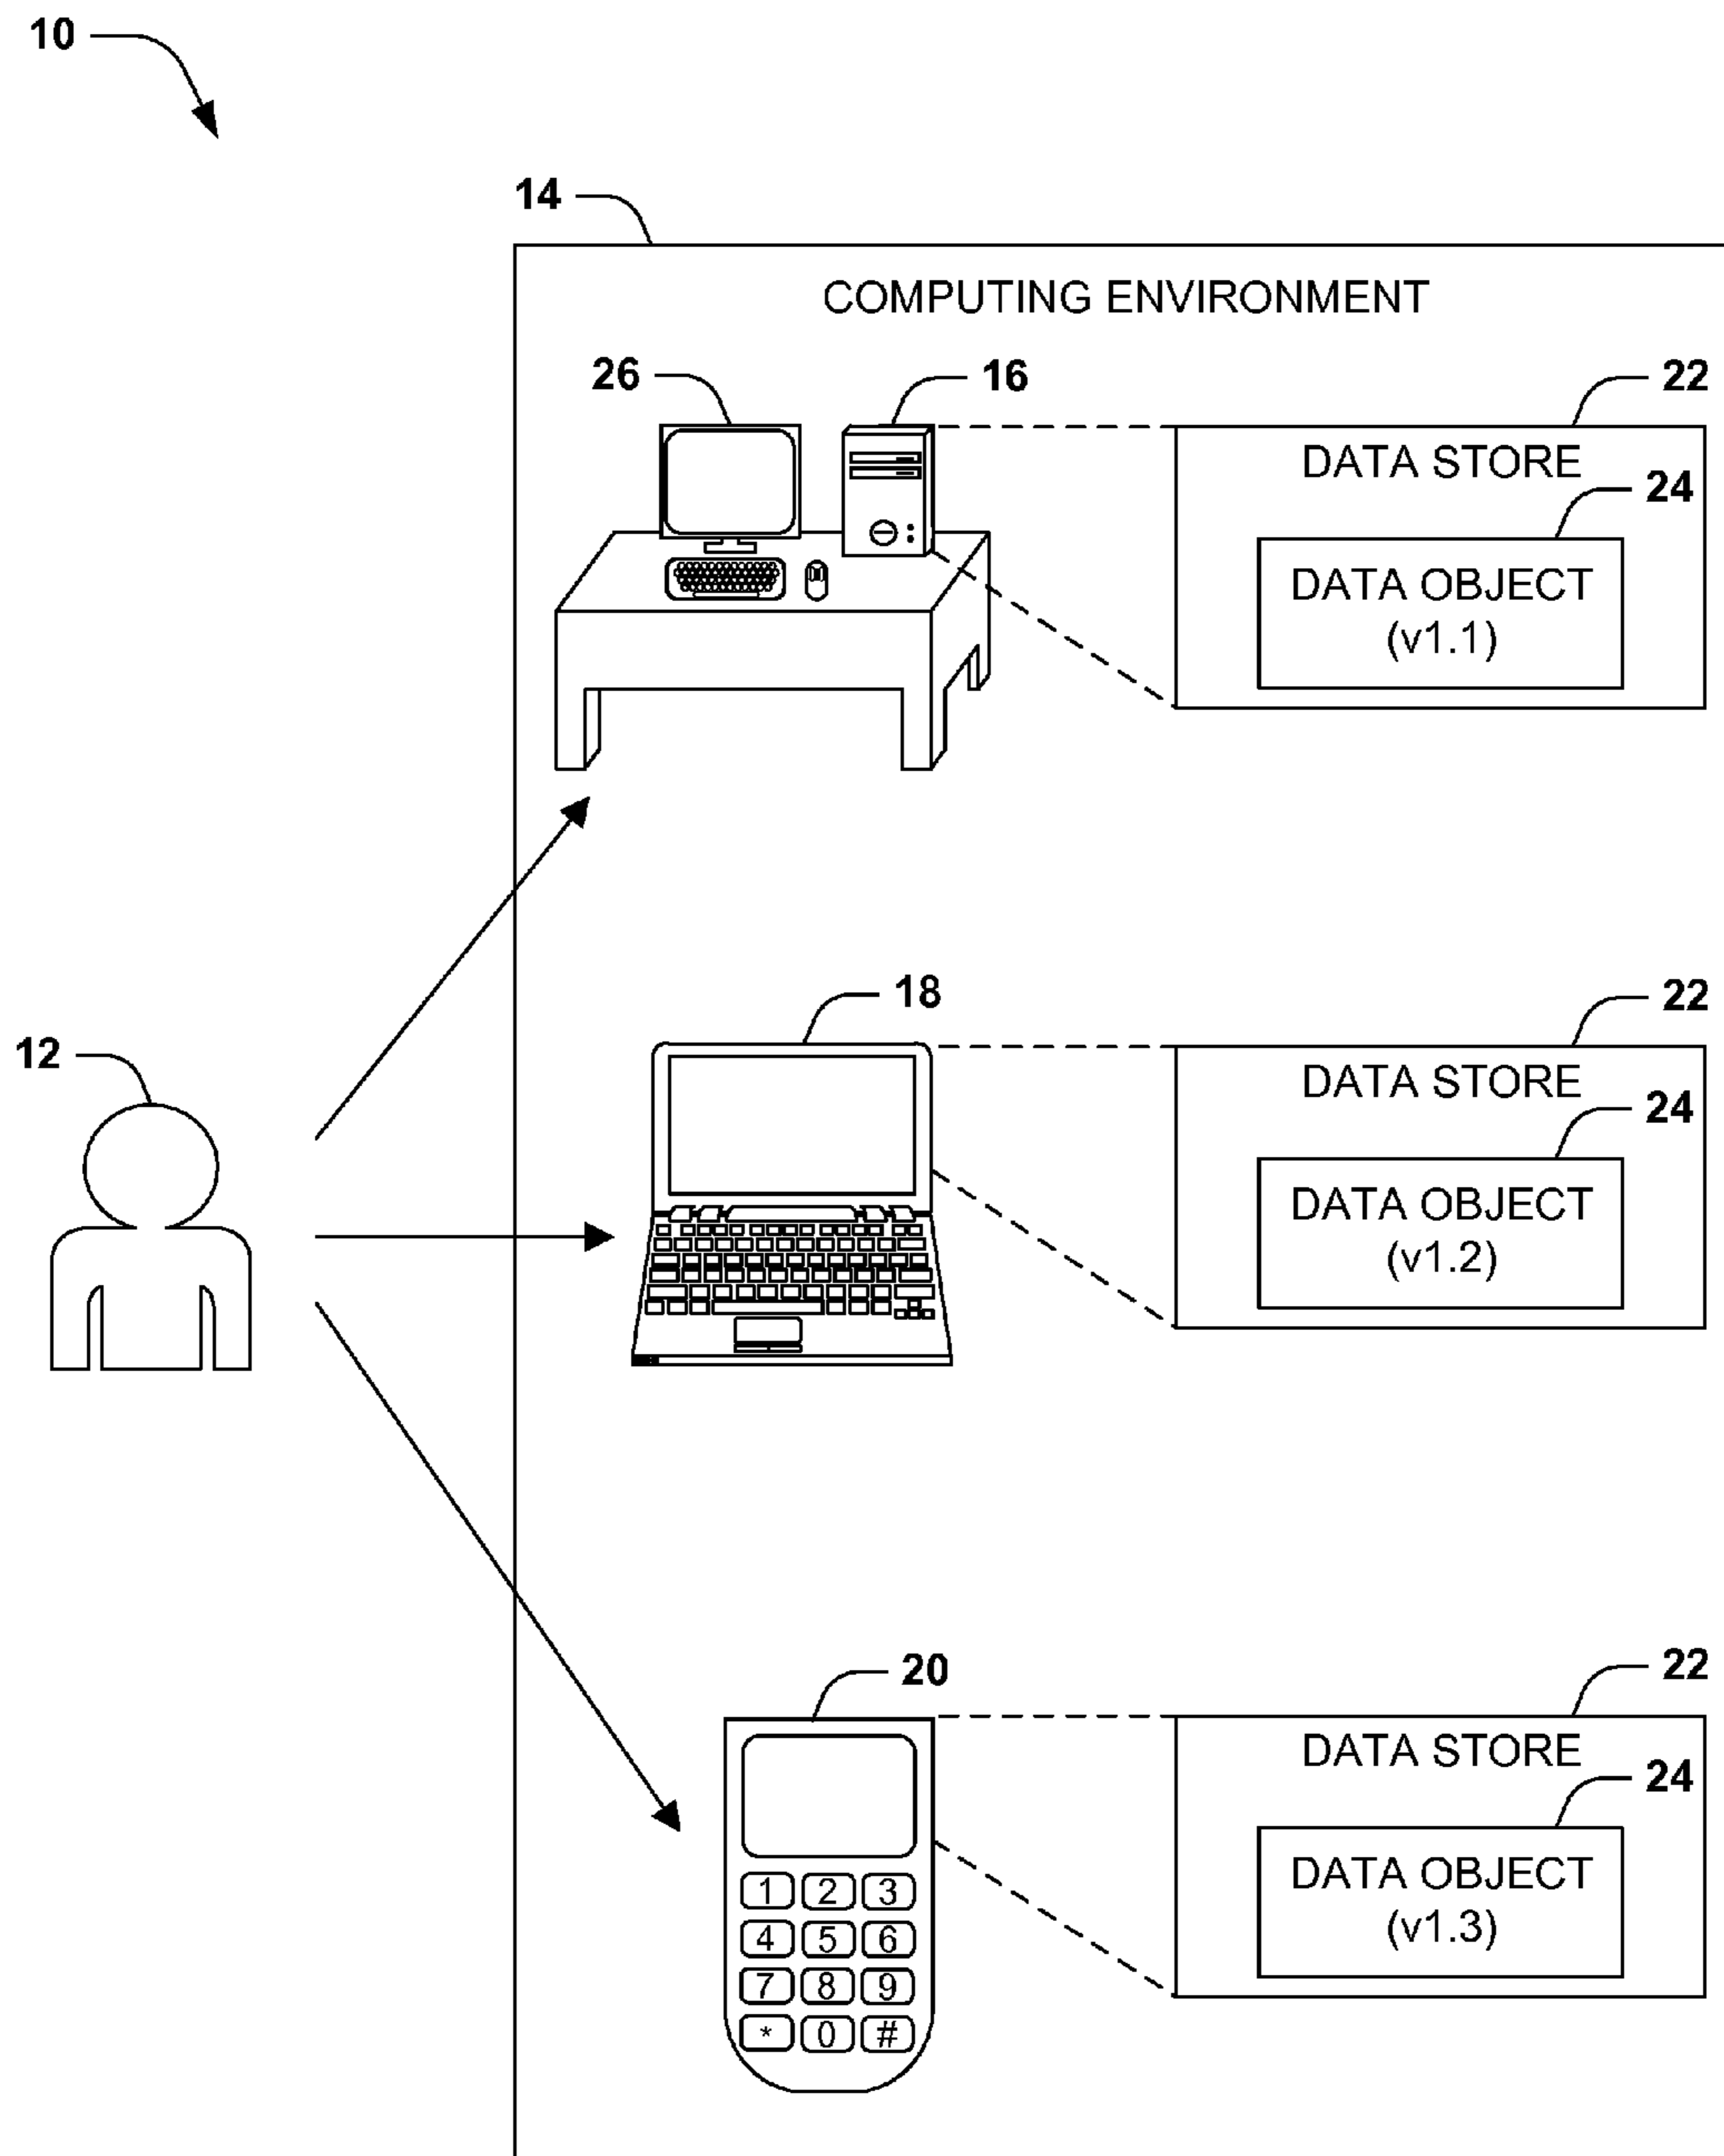 10
14
COMPUTING ENVIRONMENT
26
16
22
DATA STORE
24
DATA OBJECT
(v1.1)
18
22
12
DATA STORE
24
DATA OBJECT
(v1.2)
20
22
DATA STORE
24
DATA OBJECT
(v1.3)
1 2 3
4 5 6
7 8 9
* 0 #